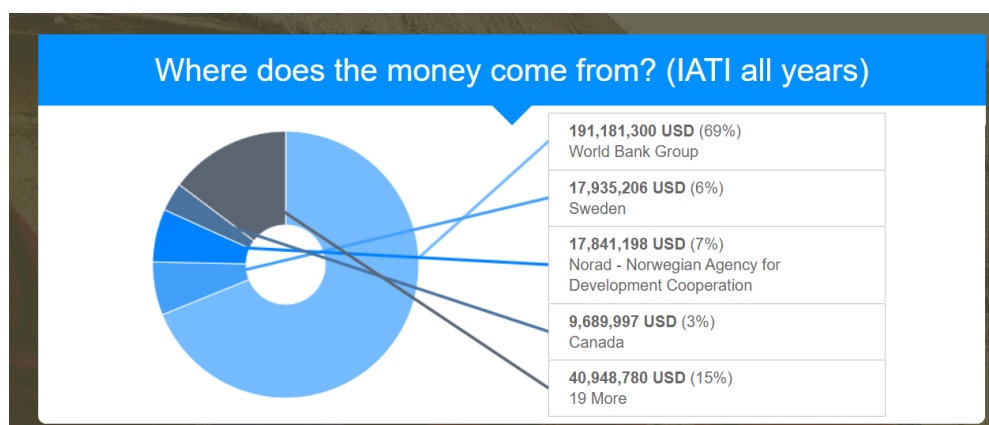 Where does the money come from? (IATI all years)
191,181,300 USD (69%)
World Bank Group
17,935,206 USD (6%)
Sweden
17,841,198 USD (7%)
Norad - Norwegian Agency for
Development Cooperation
9,689,997 USD (3%)
Canada
40,948,780 USD (15%)
19 More